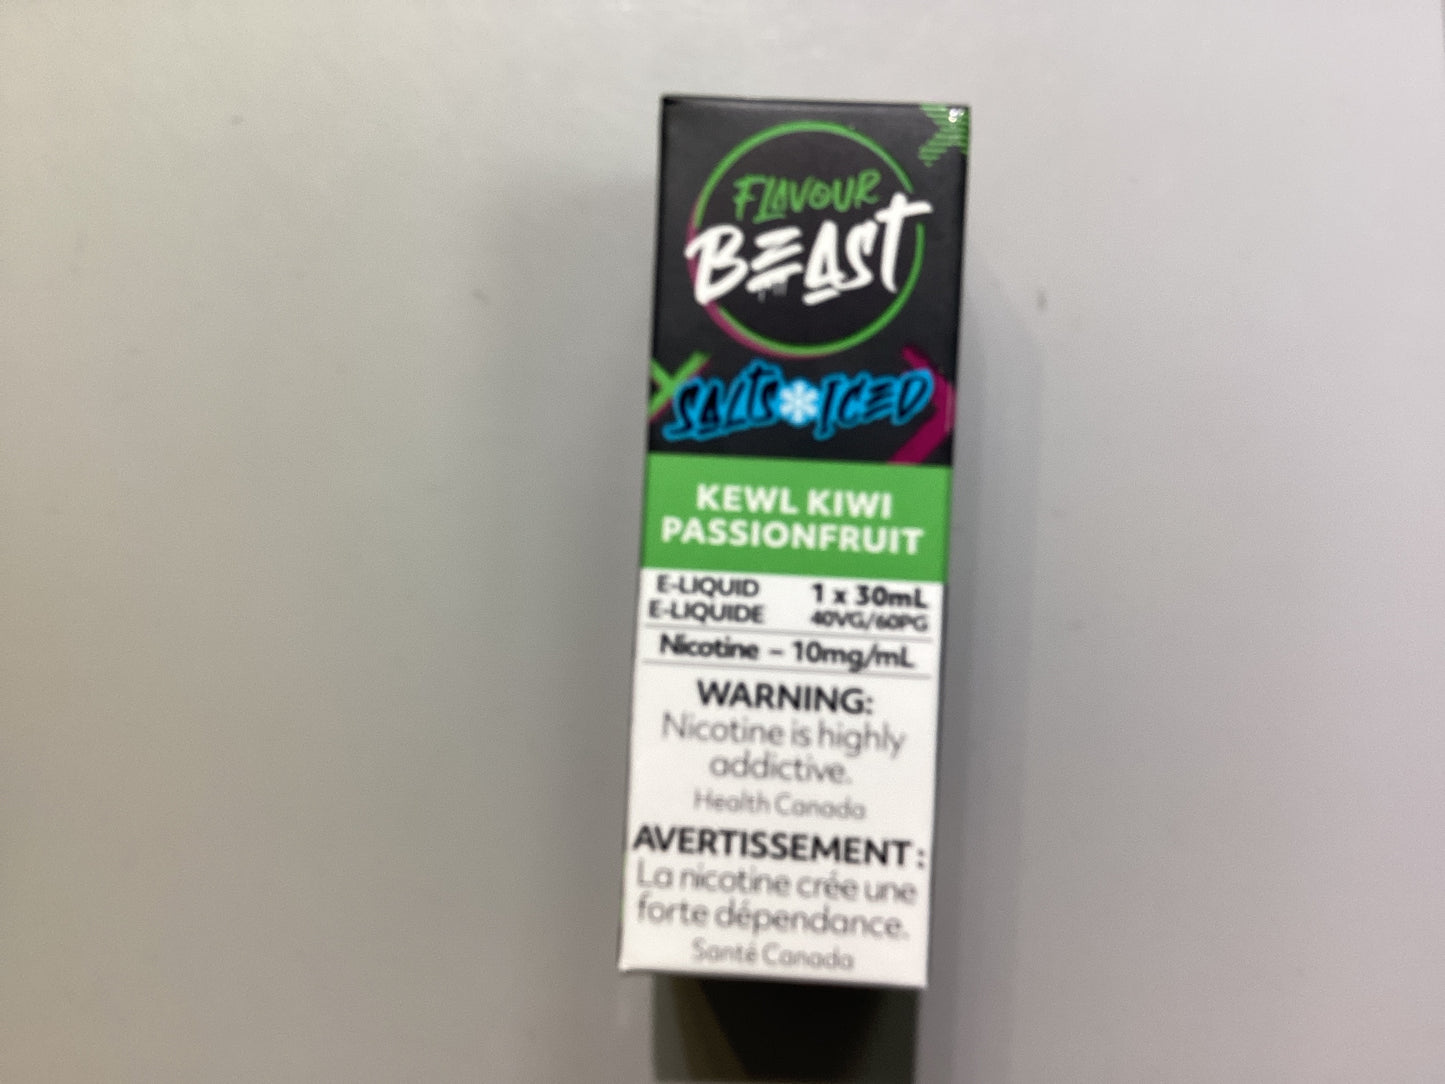 FLAVOUR
BEAST
SALTS ICED
KEWL KIWI
PASSIONFRUIT
E-LIQUID 1 x 30mL
E-LIQUIDE 40VG/60PG
Nicotine – 10mg/mL
WARNING:
Nicotine is highly
addictive.
Health Canada
AVERTISSEMENT :
La nicotine crée une
forte dépendance.
Santé Canada